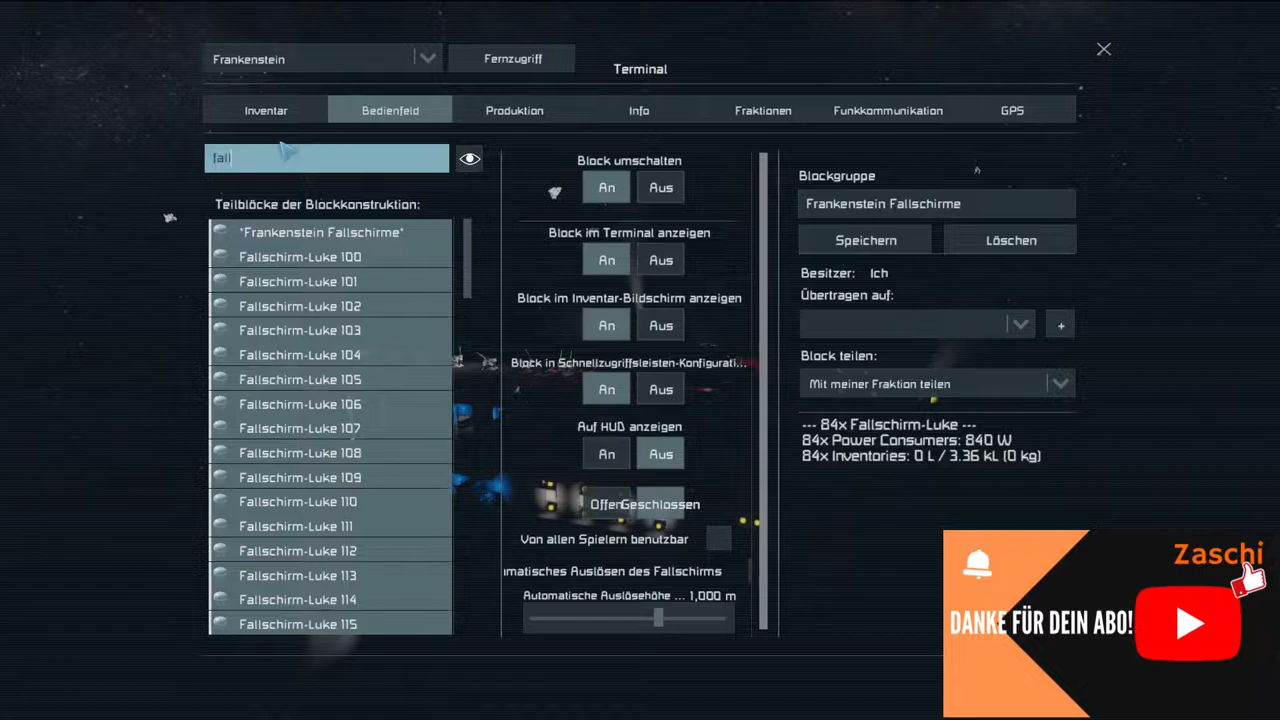 Frankenstein
Fernzugriff
Terminal
Inventar
Bedienfeld
Produktion
Info
Fraktionen
Funkkommunikation
GPS
fall
Teilblöcke der Blockkonstruktion:
*Frankenstein Fallschirme*
Fallschirm-Luke 100
Fallschirm-Luke 101
Fallschirm-Luke 102
Fallschirm-Luke 103
Fallschirm-Luke 104
Fallschirm-Luke 105
Fallschirm-Luke 106
Fallschirm-Luke 107
Fallschirm-Luke 108
Fallschirm-Luke 109
Fallschirm-Luke 110
Fallschirm-Luke 111
Fallschirm-Luke 112
Fallschirm-Luke 113
Fallschirm-Luke 114
Fallschirm-Luke 115
Block umschalten
An Aus
Block im Terminal anzeigen
An Aus
Block im Inventar-Bildschirm anzeigen
An Aus
Block in Schnellzugriffsleisten-Konfigurati...
An Aus
Auf HUD anzeigen
An Aus
Offen Geschlossen
Von allen Spielern benutzbar
matisches Auslösen des Fallschirms
Automatische Auslösehöhe ... 1,000 m
Blockgruppe
Frankenstein Fallschirme
Speichern
Löschen
Besitzer: Ich
Übertragen auf:
+
Block teilen:
Mit meiner Fraktion teilen
--- 84x Fallschirm-Luke ---
84x Power Consumers: 840 W
84x Inventories: 0 L / 3.36 kL (0 kg)
Zaschi
DANKE FÜR DEIN ABO!